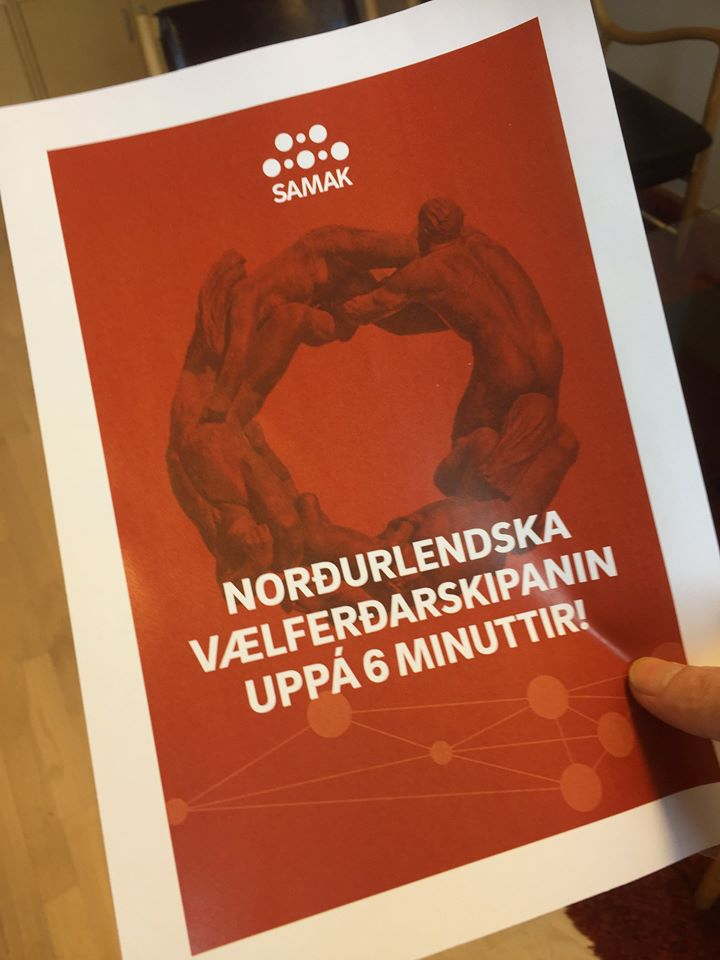 SAMAK
NORÐURLENDSKA
VÆLFERÐARSKIPANIN
UPPÁ 6 MINUTTIR!